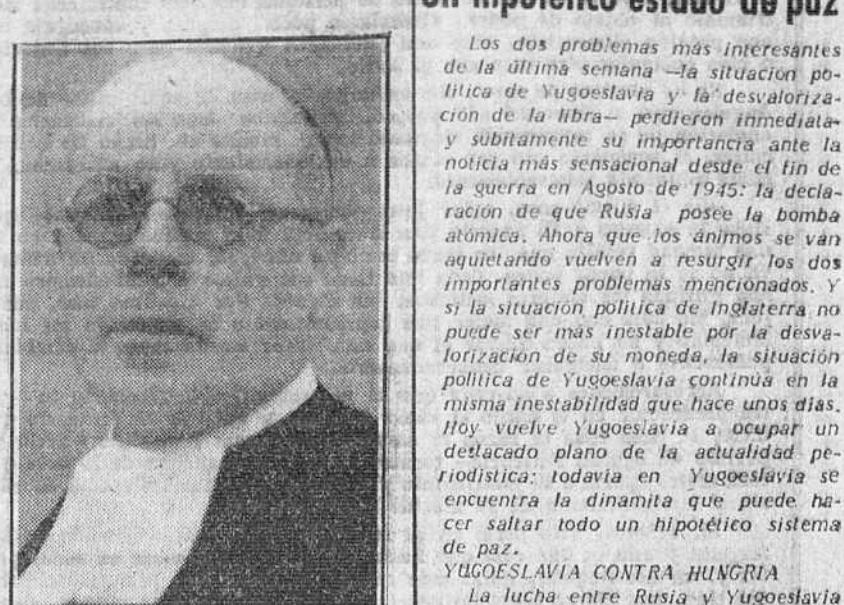 un hipotético estado de paz
Los dos problemas más interesantes
de la última semana —la situación po-
lítica de Yugoeslavia y la desvaloriza-
ción de la libra— perdieron inmediata-
y súbitamente su importancia ante la
noticia más sensacional desde el fin de
la guerra en Agosto de 1945: la decla-
ración de que Rusia posee la bomba
atómica. Ahora que los ánimos se van
aquietando vuelven a resurgir los dos
importantes problemas mencionados. Y
si la situación política de Inglaterra no
puede ser más inestable por la desva-
lorización de su moneda, la situación
política de Yugoeslavia continúa en la
misma inestabilidad que hace unos días.
Hoy vuelve Yugoeslavia a ocupar un
destacado plano de la actualidad pe-
riodística; todavía en Yugoeslavia se
encuentra la dinamita que puede ha-
cer saltar todo un hipotético sistema
de paz.
YUGOESLAVIA CONTRA HUNGRIA
La lucha entre Rusia y Yugoeslavia